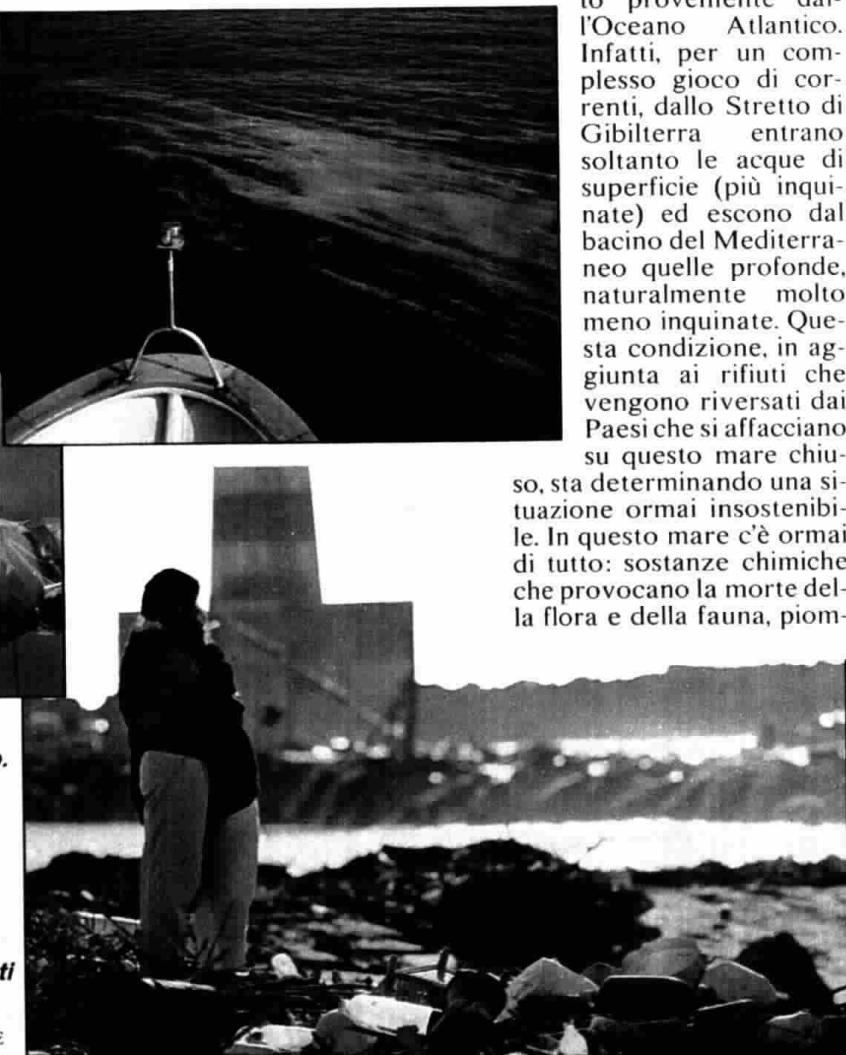 to proveniente dal-
l'Oceano Atlantico.
Infatti, per un com-
plesso gioco di cor-
renti, dallo Stretto di
Gibilterra entrano
soltanto le acque di
superficie (più inqui-
nate) ed escono dal
bacino del Mediterra-
neo quelle profonde,
naturalmente molto
meno inquinate. Que-
sta condizione, in ag-
giunta ai rifiuti che
vengono riversati dai
Paesi che si affacciano
su questo mare chiu-
so, sta determinando una si-
tuazione ormai insostenibi-
le. In questo mare c'è ormai
di tutto: sostanze chimiche
che provocano la morte del-
la flora e della fauna, piom-
ti